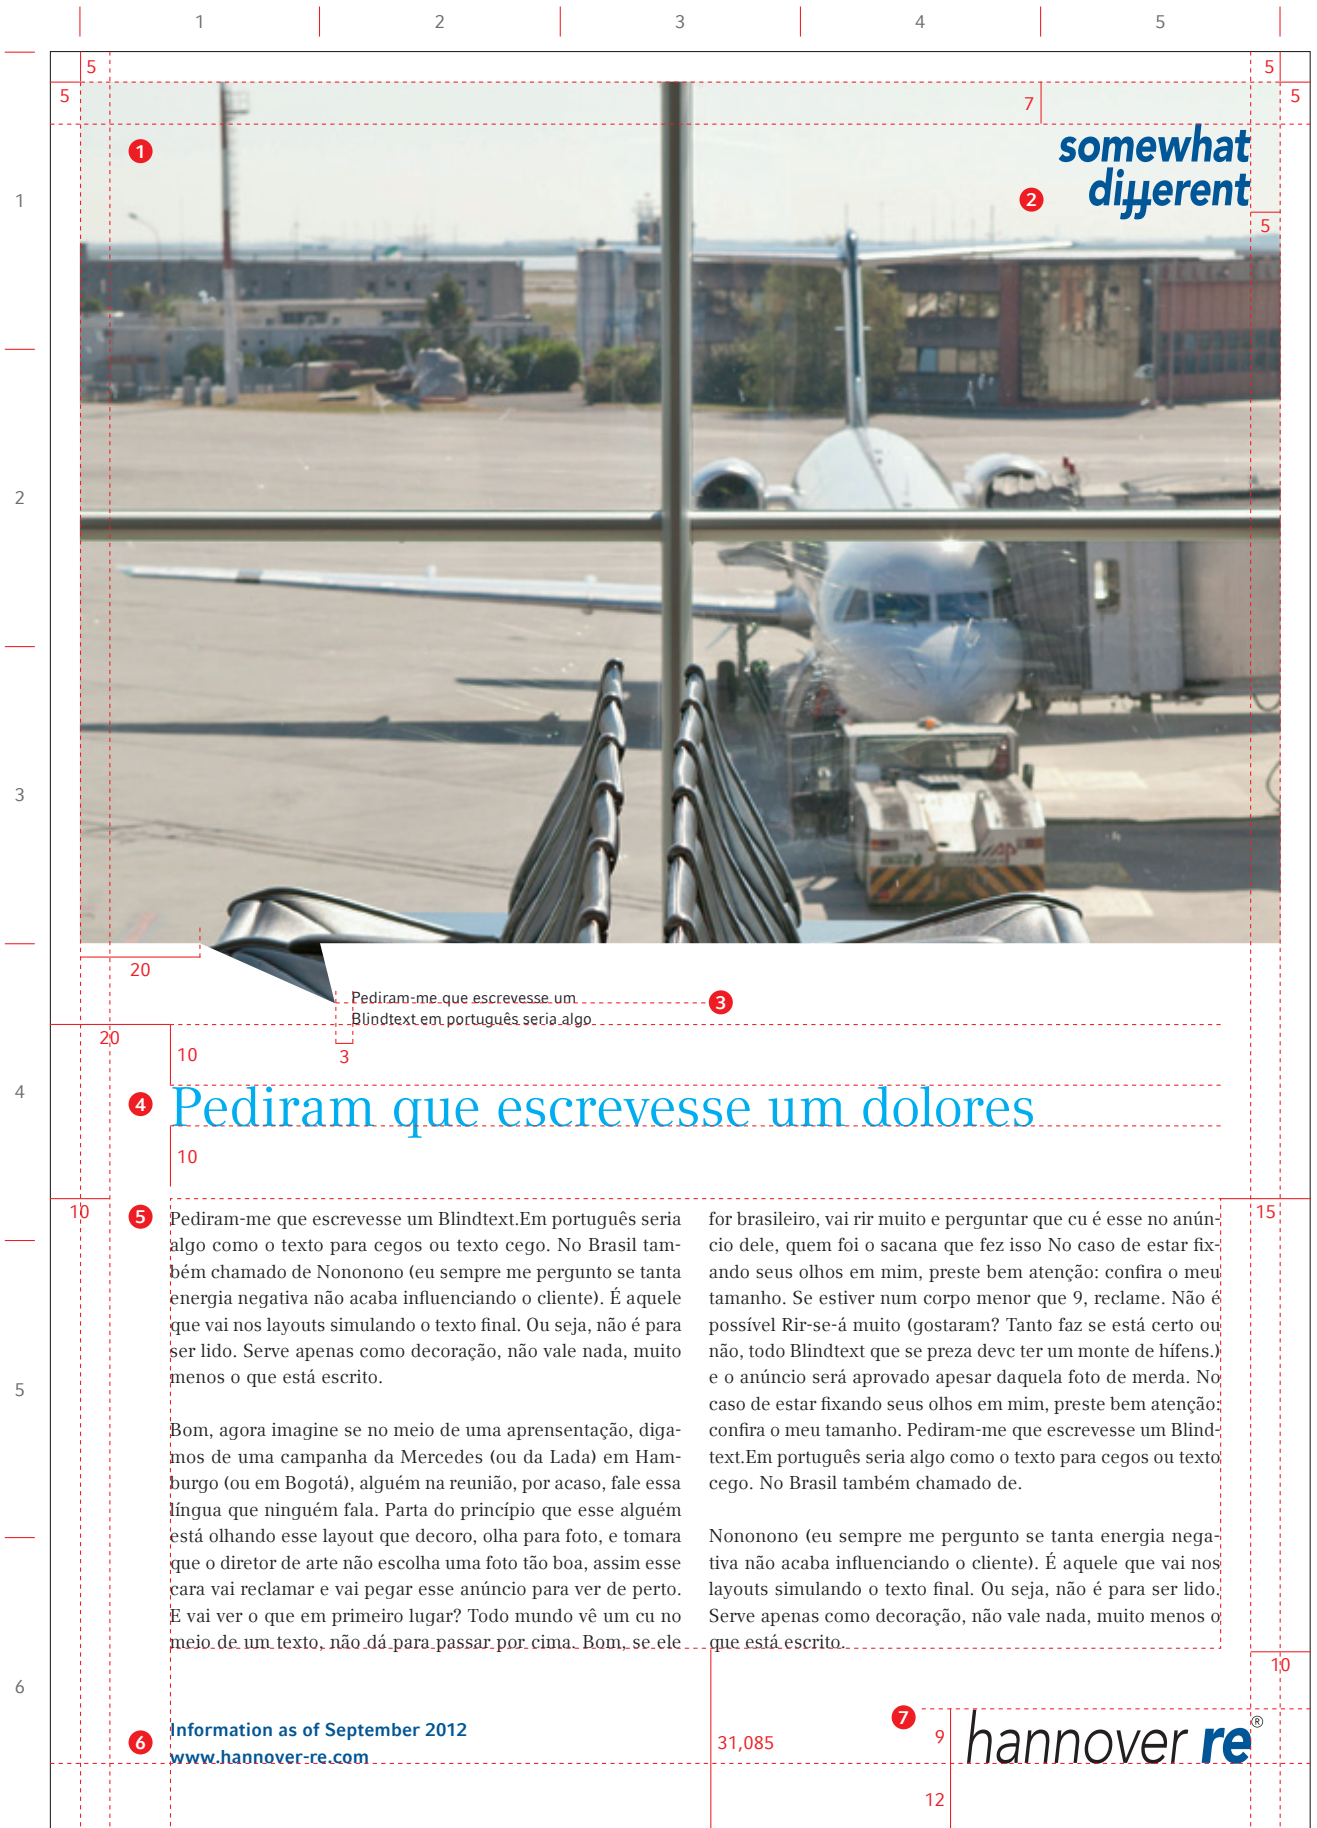 1 2 3 4 5
5 5
5 5
7
1
somewhat
different
1
2
5
2
3
20
Pediram-me que escrevesse um
3
Blindtext em português seria algo
20
10
3
4
4
Pediram que escrevesse um dolores
10
10
15
5
Pediram-me que escrevesse um Blindtext.Em português seria
algo como o texto para cegos ou texto cego. No Brasil tam-
bém chamado de Nononono (eu sempre me pergunto se tanta
energia negativa não acaba influenciando o cliente). É aquele
que vai nos layouts simulando o texto final. Ou seja, não é para
ser lido. Serve apenas como decoração, não vale nada, muito
menos o que está escrito.
Bom, agora imagine se no meio de uma aprensentação, diga-
mos de uma campanha da Mercedes (ou da Lada) em Ham-
burgo (ou em Bogotá), alguém na reunião, por acaso, fale essa
língua que ninguém fala. Parta do princípio que esse alguém
está olhando esse layout que decoro, olha para foto, e tomara
que o diretor de arte não escolha uma foto tão boa, assim esse
cara vai reclamar e vai pegar esse anúncio para ver de perto.
E vai ver o que em primeiro lugar? Todo mundo vê um cu no
meio de um texto, não dá para passar por cima. Bom, se ele
for brasileiro, vai rir muito e perguntar que cu é esse no anún-
cio dele, quem foi o sacana que fez isso No caso de estar fix-
ando seus olhos em mim, preste bem atenção: confira o meu
tamanho. Se estiver num corpo menor que 9, reclame. Não é
possível Rir-se-á muito (gostaram? Tanto faz se está certo ou
não, todo Blindtext que se preza devc ter um monte de hífens.)
e o anúncio será aprovado apesar daquela foto de merda. No
caso de estar fixando seus olhos em mim, preste bem atenção:
confira o meu tamanho. Pediram-me que escrevesse um Blind-
text.Em português seria algo como o texto para cegos ou texto
cego. No Brasil também chamado de.
Nononono (eu sempre me pergunto se tanta energia nega-
tiva não acaba influenciando o cliente). É aquele que vai nos
layouts simulando o texto final. Ou seja, não é para ser lido.
Serve apenas como decoração, não vale nada, muito menos o
que está escrito.
5
10
6
6
Information as of September 2012
www.hannover-re.com
31,085
7
9
hannover re®
12